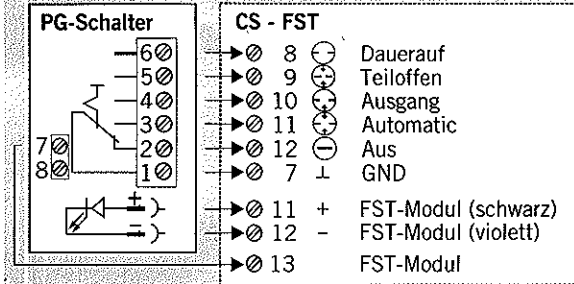 PG-Schalter CS - FST
6 8 Dauerauf
5 9 Teiloffen
4 10 Ausgang
3 11 Automatic
7 2 12 Aus
8 1 7 ⊥ GND
+ 11 + FST-Modul (schwarz)
− 12 − FST-Modul (violett)
13 FST-Modul